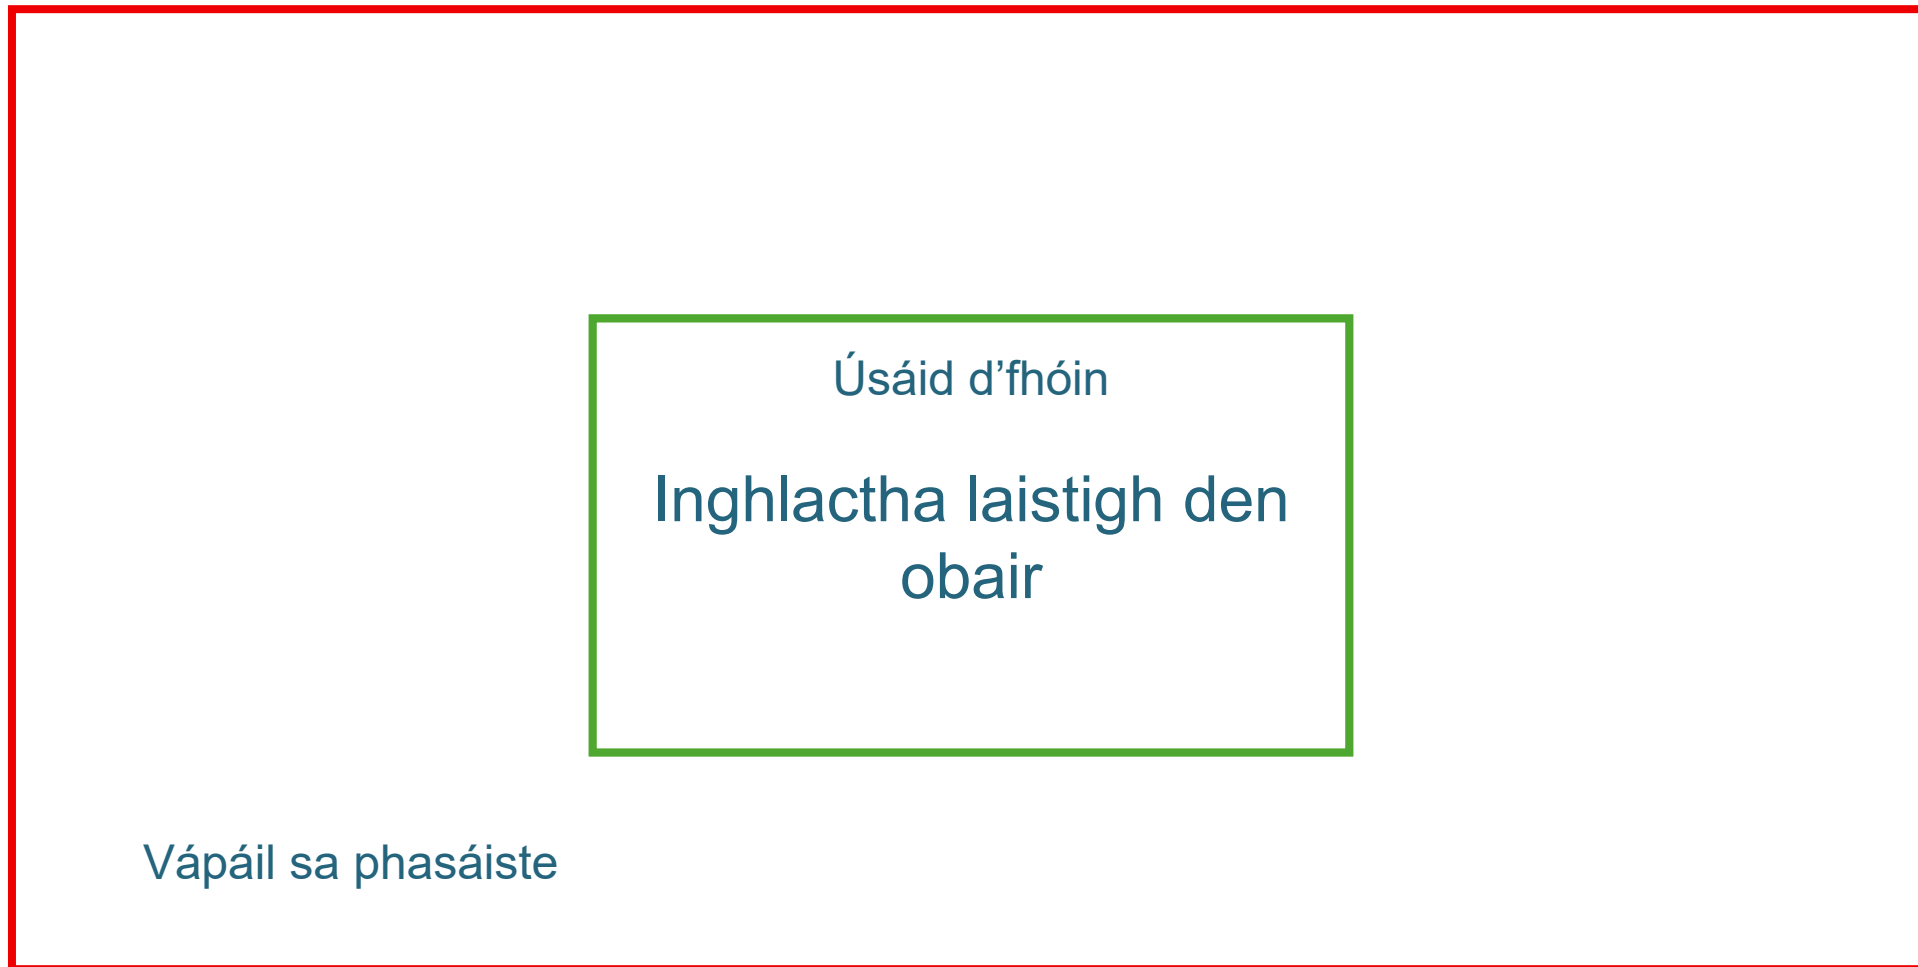 Úsáid d’fhóin
Inghlactha laistigh den
obair
Vápáil sa phasáiste